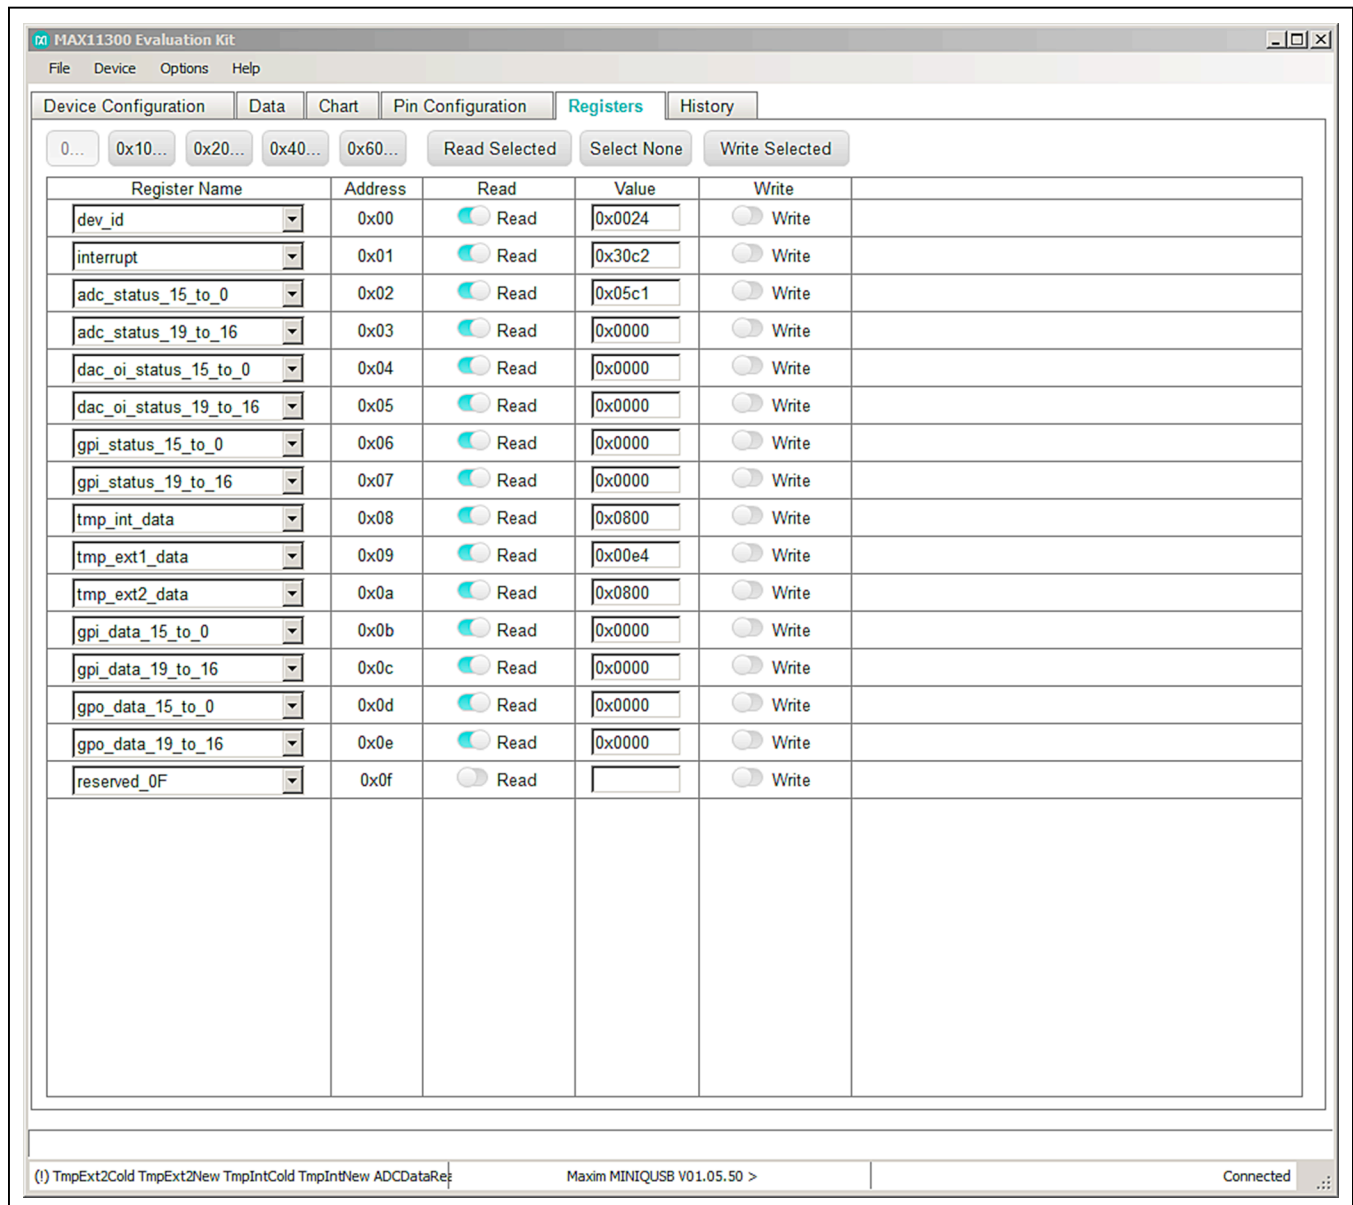 MAX11300 Evaluation Kit
File Device Options Help
Device Configuration Data Chart Pin Configuration Registers History
0... 0x10... 0x20... 0x40... 0x60... Read Selected Select None Write Selected
Register Name Address Read Value Write
dev_id 0x00 Read 0x0024 Write
interrupt 0x01 Read 0x30c2 Write
adc_status_15_to_0 0x02 Read 0x05c1 Write
adc_status_19_to_16 0x03 Read 0x0000 Write
dac_oi_status_15_to_0 0x04 Read 0x0000 Write
dac_oi_status_19_to_16 0x05 Read 0x0000 Write
gpi_status_15_to_0 0x06 Read 0x0000 Write
gpi_status_19_to_16 0x07 Read 0x0000 Write
tmp_int_data 0x08 Read 0x0800 Write
tmp_ext1_data 0x09 Read 0x00e4 Write
tmp_ext2_data 0x0a Read 0x0800 Write
gpi_data_15_to_0 0x0b Read 0x0000 Write
gpi_data_19_to_16 0x0c Read 0x0000 Write
gpo_data_15_to_0 0x0d Read 0x0000 Write
gpo_data_19_to_16 0x0e Read 0x0000 Write
reserved_0F 0x0f Read Write
(!) TmpExt2Cold TmpExt2New TmpIntCold TmpIntNew ADCDataRea Maxim MINIQUSB V01.05.50 > Connected